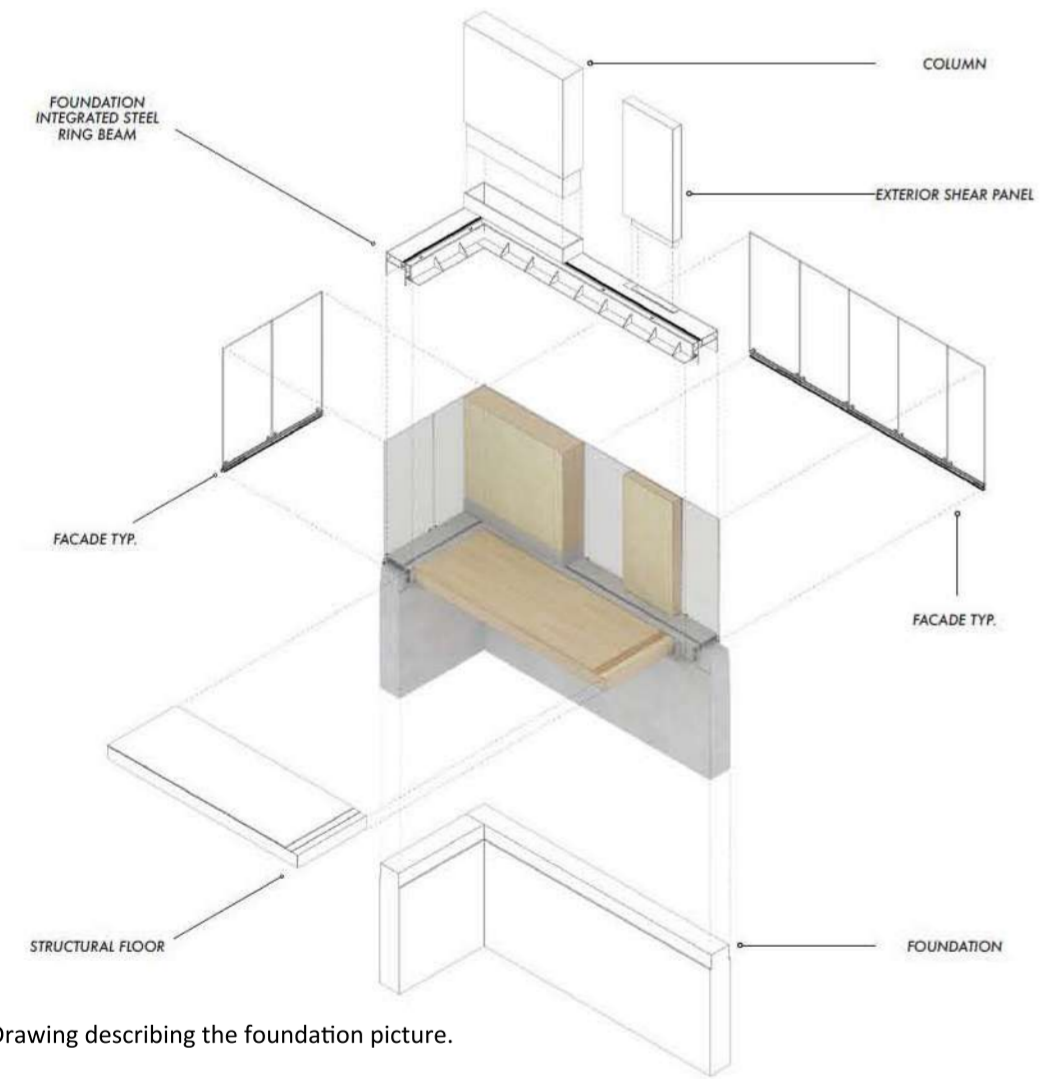 COLUMN
FOUNDATION
INTEGRATED STEEL
RING BEAM
EXTERIOR SHEAR PANEL
FACADE TYP.
FACADE TYP.
STRUCTURAL FLOOR
FOUNDATION
Drawing describing the foundation picture.